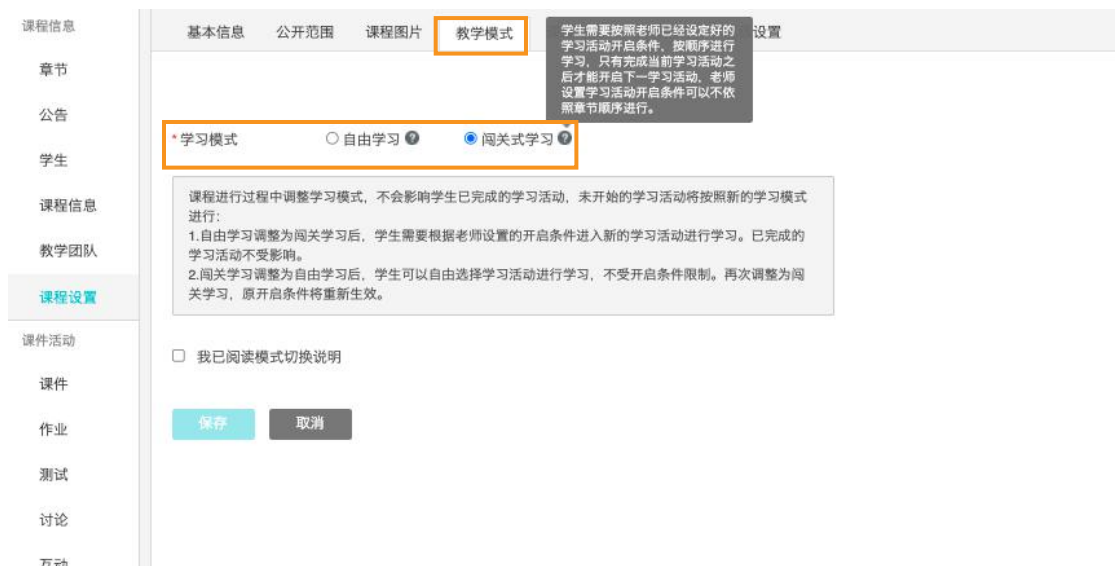 课程信息
章节
公告
学生
课程信息
教学团队
课程设置
课件活动
课件
作业
测试
讨论
互动
基本信息 公开范围 课程图片 教学模式 设置
学生需要按照老师已经设定好的
学习活动开启条件、按顺序进行
学习，只有完成当前学习活动之
后才能开启下一学习活动，老师
设置学习活动开启条件可以不依
照章节顺序进行。
*学习模式 自由学习 ? 闯关式学习 ?
课程进行过程中调整学习模式，不会影响学生已完成的学习活动，未开始的学习活动将按照新的学习模式
进行：
1.自由学习调整为闯关学习后，学生需要根据老师设置的开启条件进入新的学习活动进行学习。已完成的
学习活动不受影响。
2.闯关学习调整为自由学习后，学生可以自由选择学习活动进行学习，不受开启条件限制。再次调整为闯
关学习，原开启条件将重新生效。
我已阅读模式切换说明
保存 取消